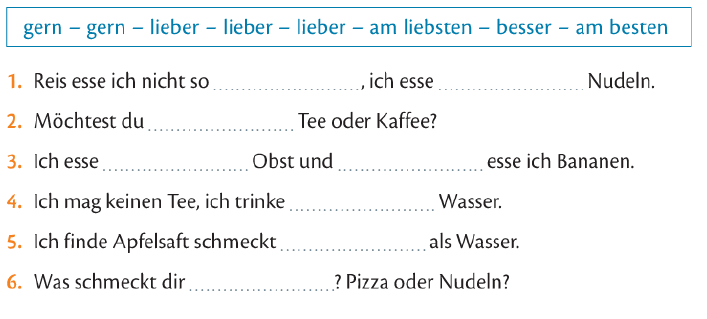 gern – gern – lieber – lieber – lieber – am liebsten – besser – am besten
1. Reis esse ich nicht so ........................, ich esse ........................ Nudeln.
2. Möchtest du ........................ Tee oder Kaffee?
3. Ich esse ........................ Obst und ........................ esse ich Bananen.
4. Ich mag keinen Tee, ich trinke ........................ Wasser.
5. Ich finde Apfelsaft schmeckt ........................ als Wasser.
6. Was schmeckt dir ........................? Pizza oder Nudeln?